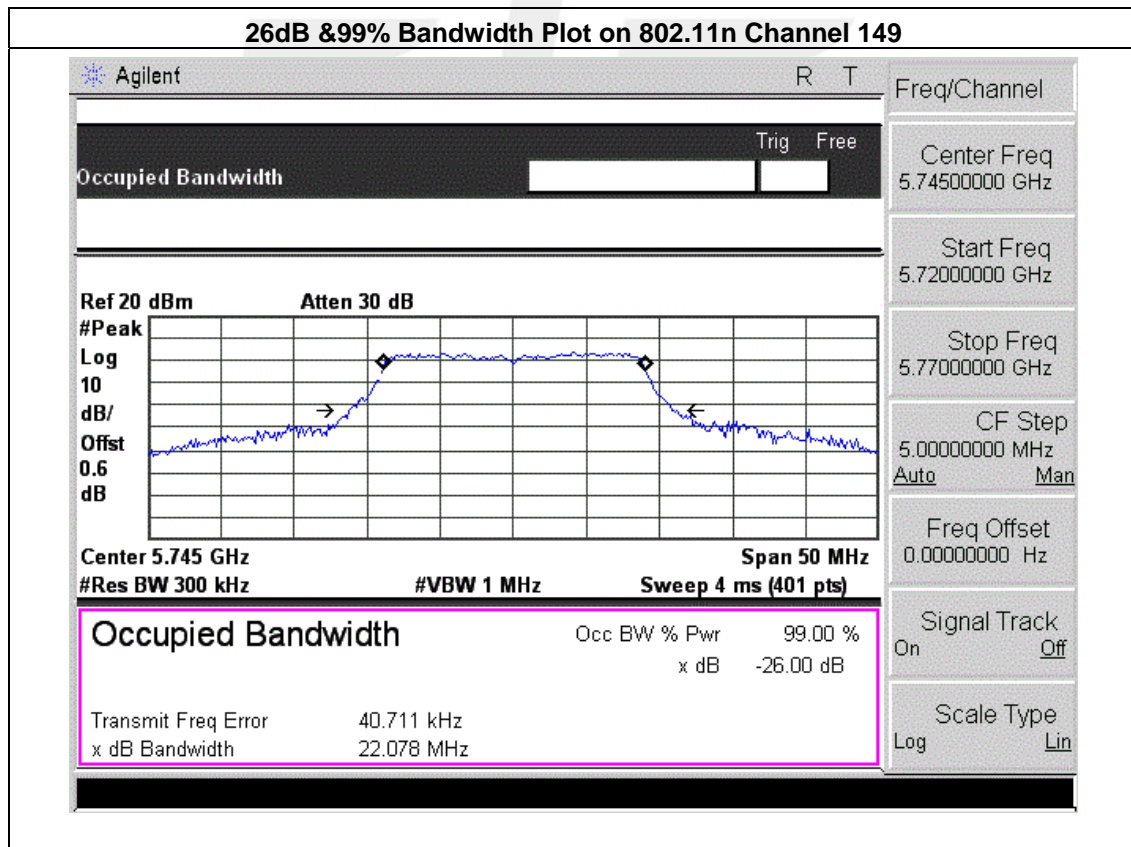 26dB &99% Bandwidth Plot on 802.11n Channel 149
Agilent R T
Freq/Channel
Trig Free
Occupied Bandwidth
Center Freq
5.74500000 GHz
Start Freq
5.72000000 GHz
Ref 20 dBm Atten 30 dB
#Peak
Log
10
dB/
Offst
0.6
dB
Stop Freq
5.77000000 GHz
CF Step
5.00000000 MHz
Auto Man
Freq Offset
0.00000000 Hz
Center 5.745 GHz Span 50 MHz
#Res BW 300 kHz #VBW 1 MHz Sweep 4 ms (401 pts)
Occupied Bandwidth
Occ BW % Pwr 99.00 %
x dB -26.00 dB
Signal Track
On Off
Transmit Freq Error 40.711 kHz
x dB Bandwidth 22.078 MHz
Scale Type
Log Lin